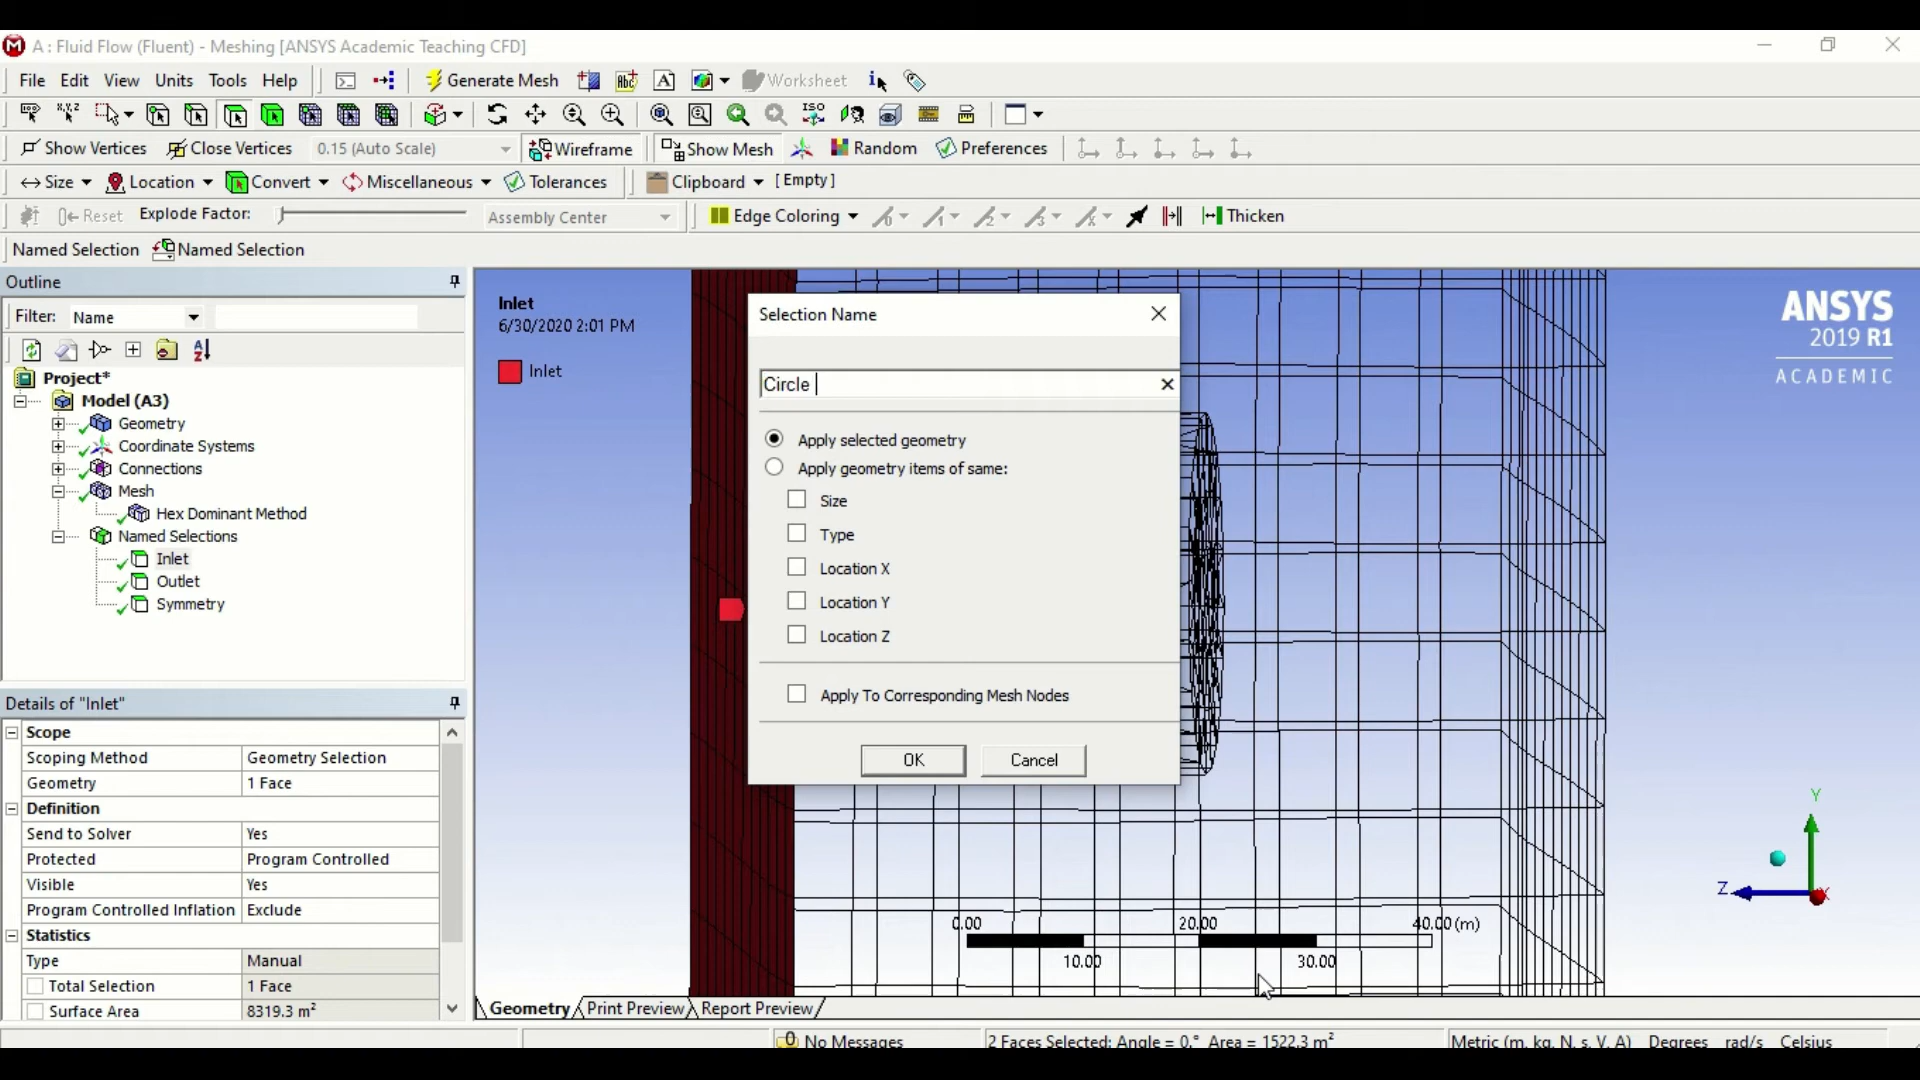 A : Fluid Flow (Fluent) - Meshing [ANSYS Academic Teaching CFD]
File Edit View Units Tools Help Generate Mesh Worksheet
Show Vertices Close Vertices 0.15 (Auto Scale) Wireframe Show Mesh Random Preferences
Size Location Convert Miscellaneous Tolerances Clipboard [ Empty ]
Reset Explode Factor: Assembly Center Edge Coloring Thicken
Named Selection Named Selection
Outline
Filter: Name
Project*
Model (A3)
Geometry
Coordinate Systems
Connections
Mesh
Hex Dominant Method
Named Selections
Inlet
Outlet
Symmetry
Details of "Inlet"
Scope
Scoping Method Geometry Selection
Geometry 1 Face
Definition
Send to Solver Yes
Protected Program Controlled
Visible Yes
Program Controlled Inflation Exclude
Statistics
Type Manual
Total Selection 1 Face
Surface Area 8319.3 m²
Inlet
6/30/2020 2:01 PM
Inlet
Selection Name
Circle
Apply selected geometry
Apply geometry items of same:
Size
Type
Location X
Location Y
Location Z
Apply To Corresponding Mesh Nodes
OK Cancel
ANSYS
2019 R1
ACADEMIC
Y
Z X
0.00 20.00 40.00 (m)
10.00 30.00
Geometry Print Preview Report Preview
0 No Messages 2 Faces Selected: Angle = 0.° Area = 1522.3 m² Metric (m, kg, N, s, V, A) Degrees rad/s Celsius